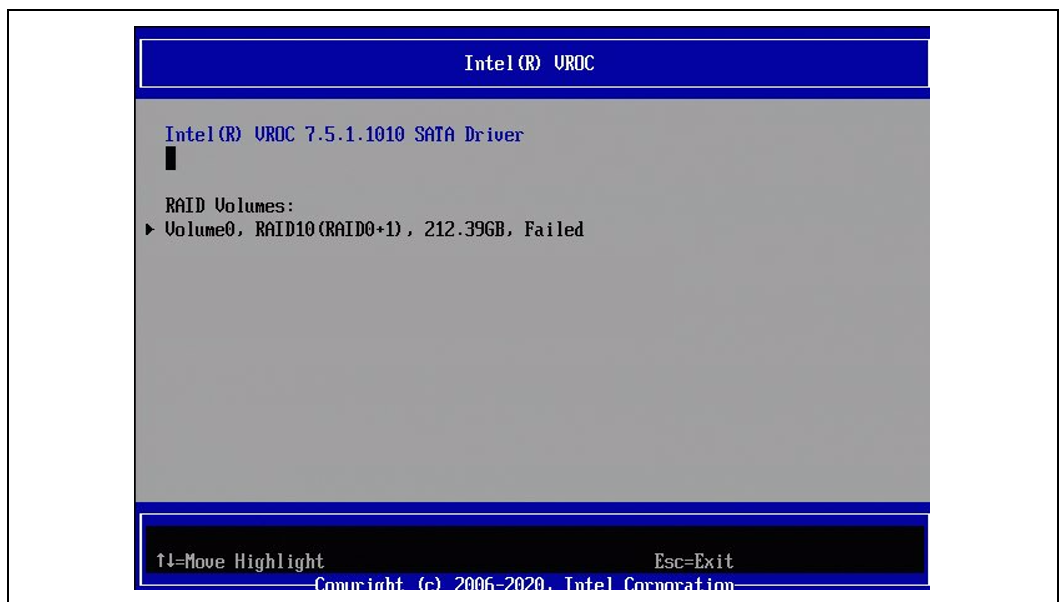 Intel(R) VROC
Intel(R) VROC 7.5.1.1010 SATA Driver
RAID Volumes:
Volume0, RAID10(RAID0+1), 212.39GB, Failed
↑↓=Move Highlight Esc=Exit
Copyright (c) 2006-2020, Intel Corporation